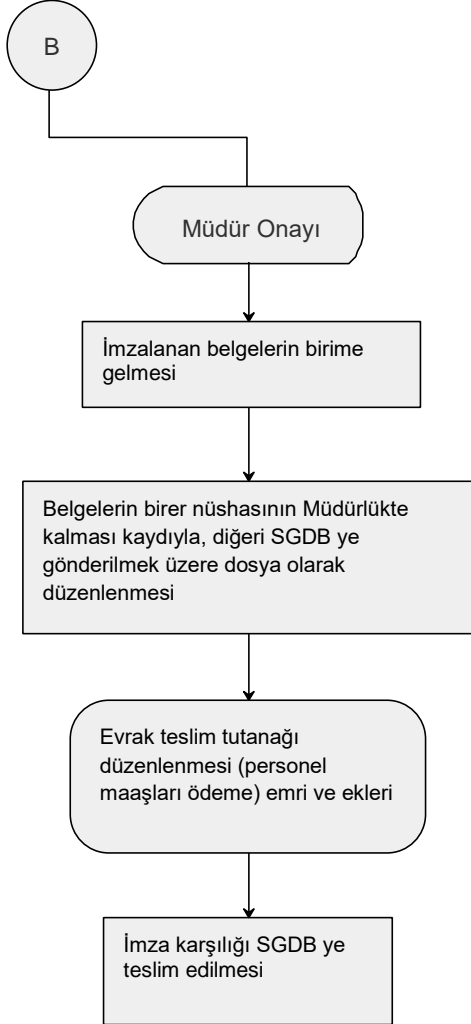 B
Müdür Onayı
İmzalanan belgelerin birime
gelmesi
Belgelerin birer nüshasının Müdürlükte
kalması kaydıyla, diğeri SGDB ye
gönderilmek üzere dosya olarak
düzenlenmesi
Evrak teslim tutanağı
düzenlenmesi (personel
maaşları ödeme) emri ve ekleri
İmza karşılığı SGDB ye
teslim edilmesi